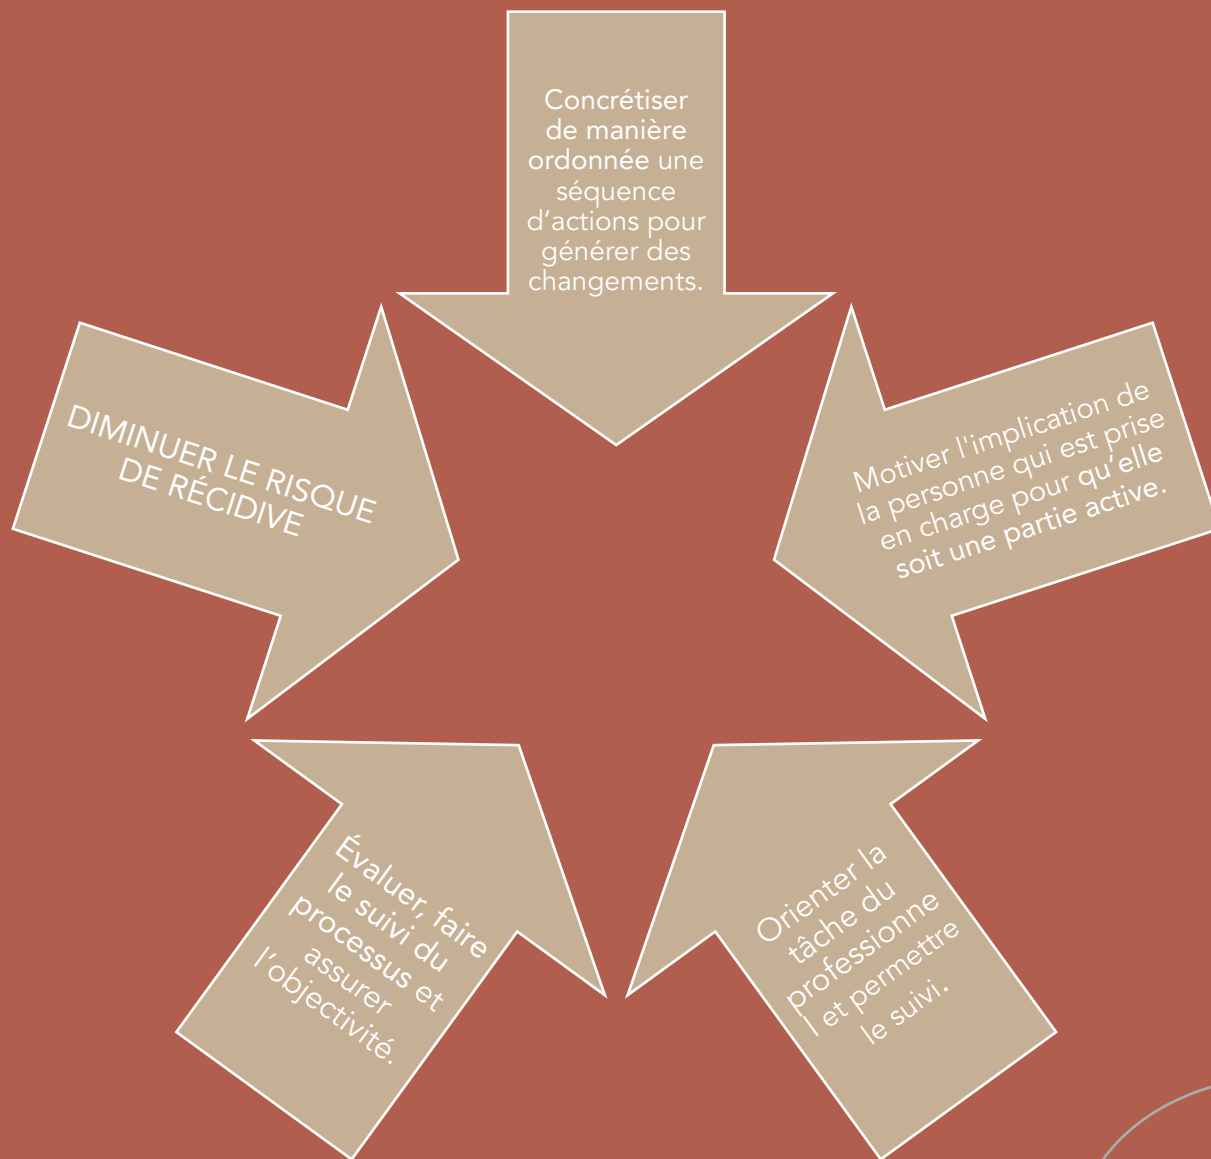 Concrétiser
de manière
ordonnée une
séquence
d'actions pour
générer des
changements.
Motiver l'implication de
la personne qui est prise
en charge pour qu'elle
soit une partie active.
Orienter la
tâche du
professionne
l et permettre
le suivi.
Évaluer, faire
le suivi du
processus et
assurer
l'objectivité.
DIMINUER LE RISQUE
DE RÉCIDIVE